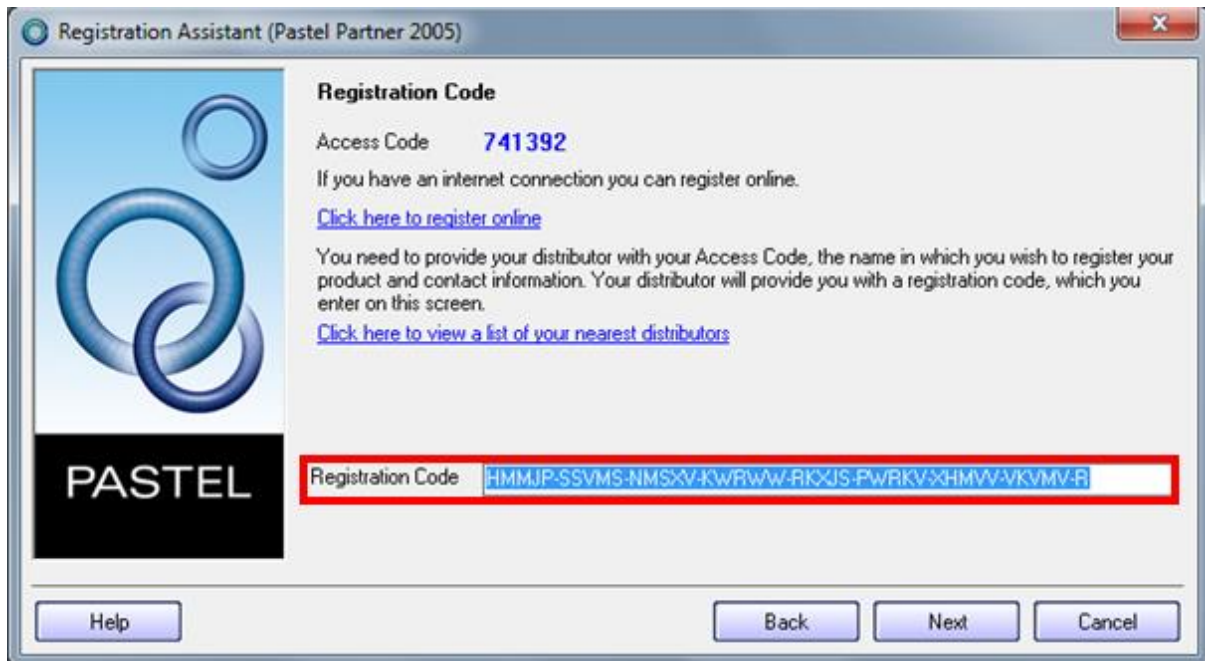 Registration Assistant (Pastel Partner 2005)
Registration Code
Access Code 741392
If you have an internet connection you can register online.
Click here to register online
You need to provide your distributor with your Access Code, the name in which you wish to register your
product and contact information. Your distributor will provide you with a registration code, which you
enter on this screen.
Click here to view a list of your nearest distributors
PASTEL
Registration Code HMMJP-SSVMS-NMSXV-KWRWW-RKXJS-PWRKV-XHMVV-VKVMV-R
Help Back Next Cancel